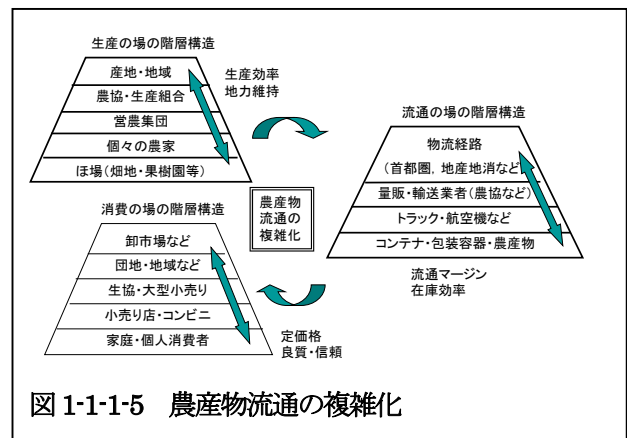 生産の場の階層構造
産地・地域
農協・生産組合
営農集団
個々の農家
ほ場(畑地・果樹園等)
生産効率
地力維持
流通の場の階層構造
物流経路
(首都圏, 地産地消など)
量販・輸送業者(農協など)
トラック・航空機など
コンテナ・包装容器・農産物
流通マージン
在庫効率
農産物
流通の
複雑化
消費の場の階層構造
卸市場など
団地・地域など
生協・大型小売り
小売り店・コンビニ
家庭・個人消費者
定価格
良質・信頼
図 1-1-1-5 農産物流通の複雑化